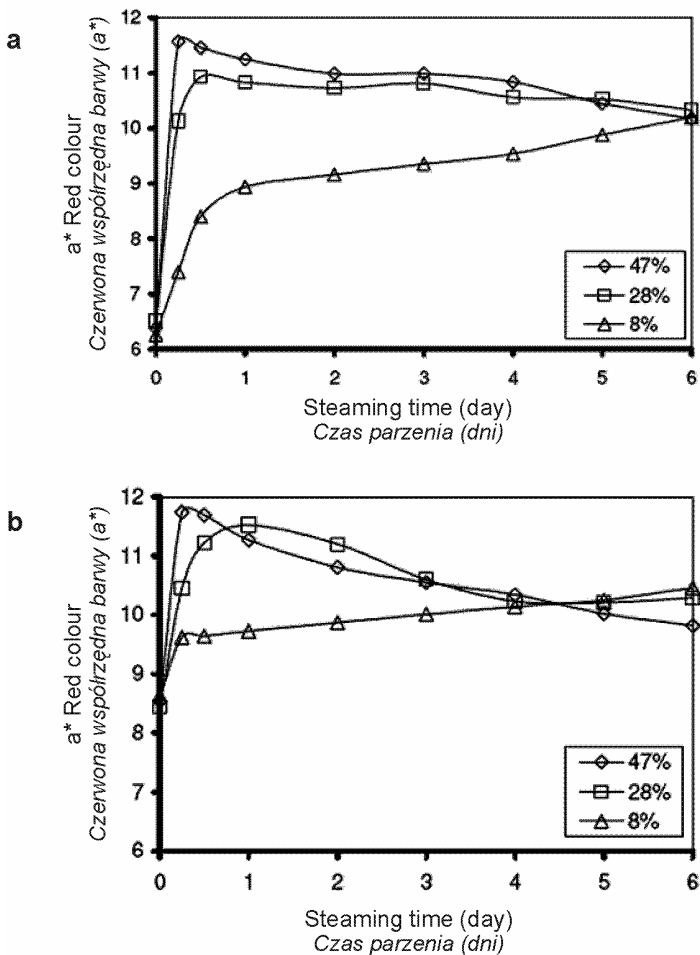 a
a* Red colour
Czerwona współrzędna barwy (a*)
12
11
10
9
8
7
6
0 1 2 3 4 5 6
47%
28%
8%
Steaming time (day)
Czas parzenia (dni)
b
a* Red colour
Czerwona współrzędna barwy (a*)
12
11
10
9
8
7
6
0 1 2 3 4 5 6
47%
28%
8%
Steaming time (day)
Czas parzenia (dni)